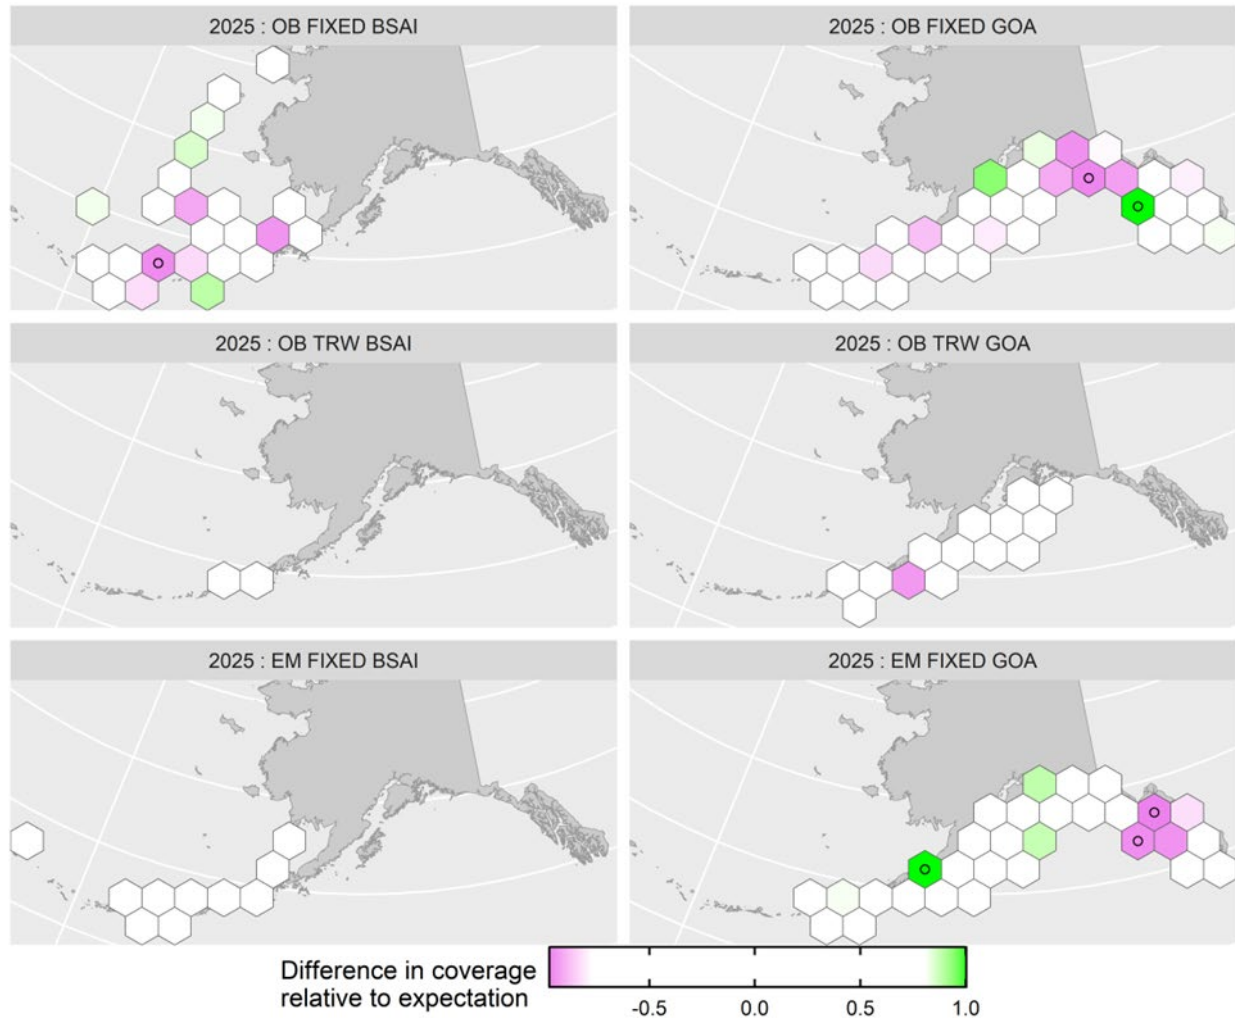 2025 : OB FIXED BSAI
2025 : OB FIXED GOA
2025 : OB TRW BSAI
2025 : OB TRW GOA
2025 : EM FIXED BSAI
2025 : EM FIXED GOA
Difference in coverage
relative to expectation
-0.5 0.0 0.5 1.0